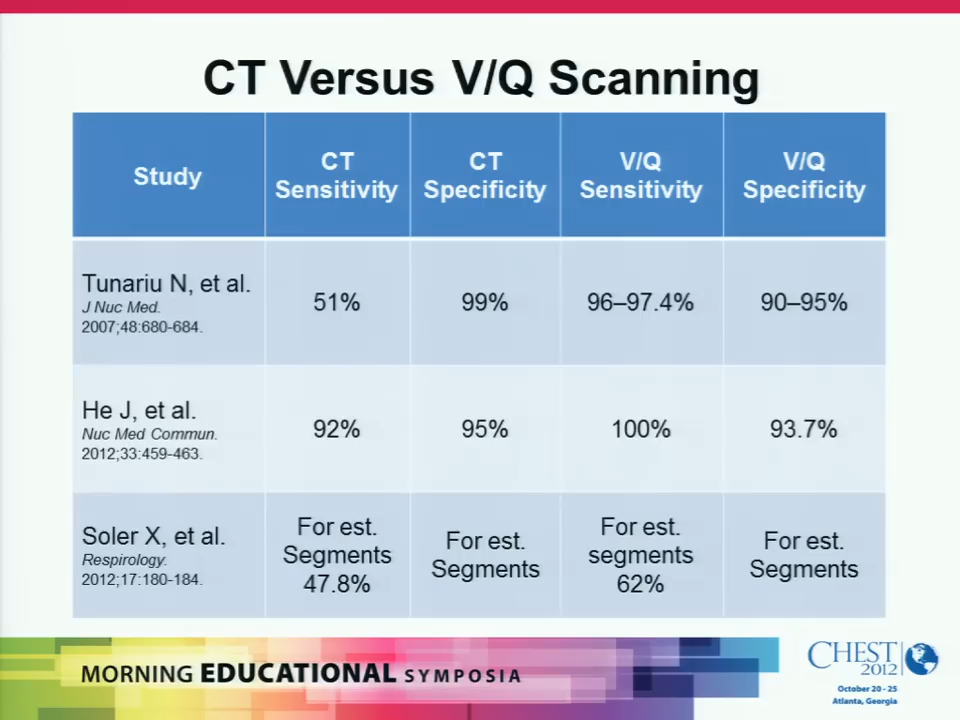 CT Versus V/Q Scanning
Study
CT
Sensitivity
CT
Specificity
V/Q
Sensitivity
V/Q
Specificity
Tunariu N, et al.
J Nuc Med.
2007;48:680-684.
51%
99%
96–97.4%
90–95%
He J, et al.
Nuc Med Commun.
2012;33:459-463.
92%
95%
100%
93.7%
Soler X, et al.
Respirology.
2012;17:180-184.
For est.
Segments
47.8%
For est.
Segments
For est.
segments
62%
For est.
Segments
MORNING EDUCATIONAL SYMPOSIA
CHEST
2012
October 20 - 25
Atlanta, Georgia